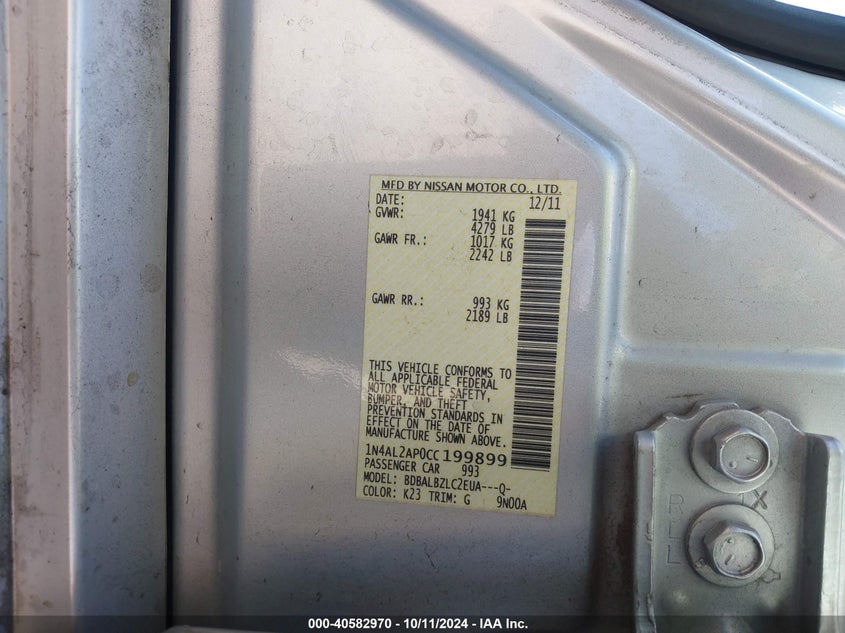 MFD BY NISSAN MOTOR CO., LTD.
DATE: 12/11
GVWR: 1941 KG
4279 LB
GAWR FR.: 1017 KG
2242 LB
GAWR RR.: 993 KG
2189 LB
THIS VEHICLE CONFORMS TO
ALL APPLICABLE FEDERAL
MOTOR VEHICLE SAFETY,
BUMPER, AND THEFT
PREVENTION STANDARDS IN
EFFECT ON THE DATE OF
MANUFACTURE SHOWN ABOVE.
1N4AL2AP0CC199899
PASSENGER CAR 993
MODEL: BDBALBZLC2EUA---Q-
COLOR: K23 TRIM: G 9N00A
RLL
X
000-40582970 - 10/11/2024 - IAA Inc.